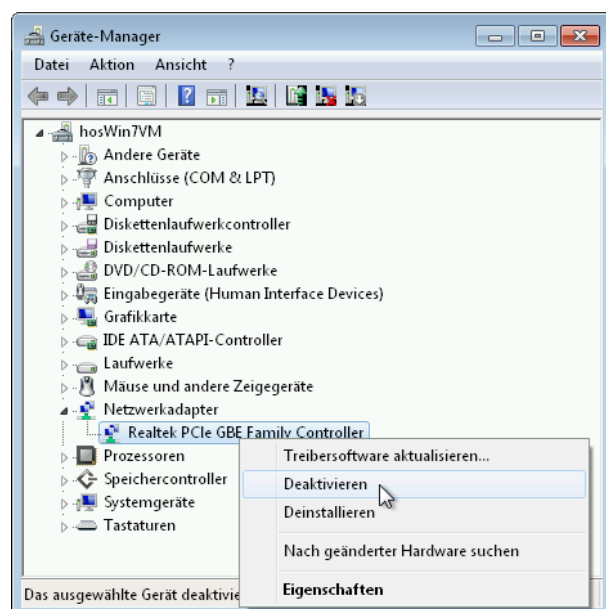 Geräte-Manager
Datei Aktion Ansicht ?
hosWin7VM
Andere Geräte
Anschlüsse (COM & LPT)
Computer
Diskettenlaufwerkcontroller
Diskettenlaufwerke
DVD/CD-ROM-Laufwerke
Eingabegeräte (Human Interface Devices)
Grafikkarte
IDE ATA/ATAPI-Controller
Laufwerke
Mäuse und andere Zeigegeräte
Netzwerkadapter
Realtek PCIe GBE Family Controller
Prozessoren
Speichercontroller
Systemgeräte
Tastaturen
Treibersoftware aktualisieren...
Deaktivieren
Deinstallieren
Nach geänderter Hardware suchen
Eigenschaften
Das ausgewählte Gerät deaktivie